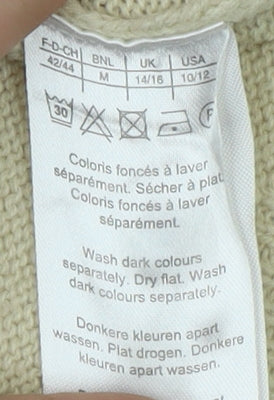 F-D-CH BNL UK USA
42/44 M 14/16 10/12
30 P
Coloris foncés à laver
séparément. Sécher à plat
Coloris foncés à laver
séparément.
Wash dark colours
separately. Dry flat. Wash
dark colours separately.
Donkere kleuren apart
wassen. Plat drogen. Donkere
kleuren apart wassen.